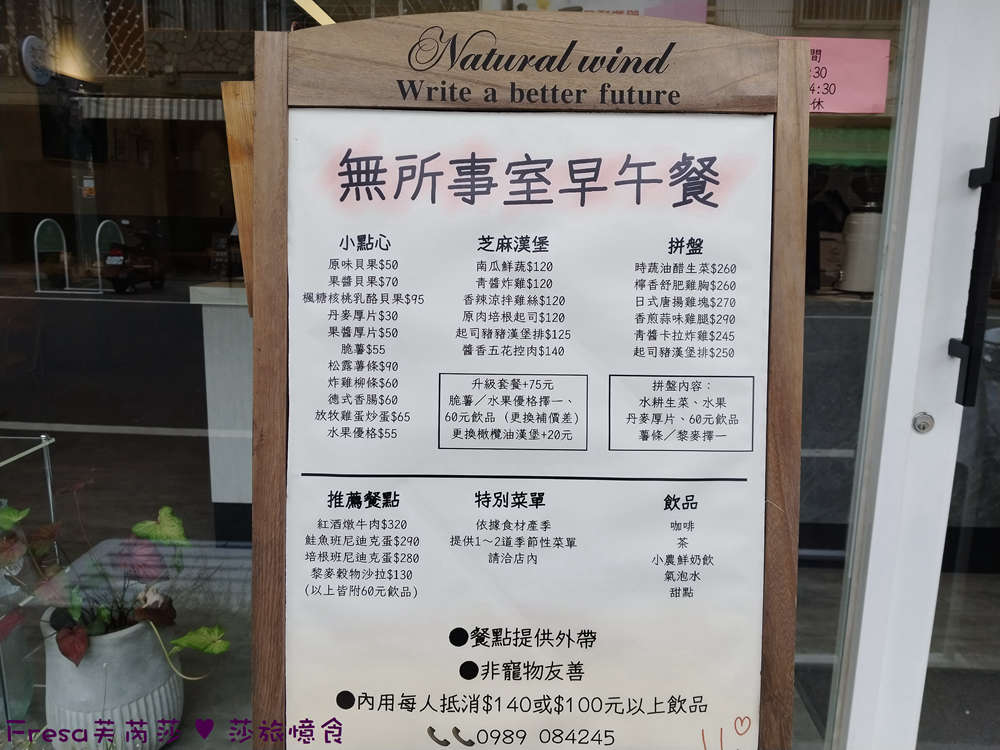 Natural wind
Write a better future
間
:30
4:30
休
無所事室早午餐
小點心
原味貝果$50
果醬貝果$70
楓糖核桃乳酪貝果$95
丹麥厚片$30
果醬厚片$50
脆薯$55
松露薯條$90
炸雞柳條$60
德式香腸$60
放牧雞蛋炒蛋$65
水果優格$55
芝麻漢堡
南瓜鮮蔬$120
青醬炸雞$120
香辣涼拌雞絲$120
原肉培根起司$120
起司豬豬漢堡排$125
醬香五花控肉$140
升級套餐+75元
脆薯／水果優格擇一、
60元飲品（更換補價差）
更換橄欖油漢堡+20元
拼盤
時蔬油醋生菜$260
檸香舒肥雞胸$260
日式唐揚雞塊$270
香煎蒜味雞腿$290
青醬卡拉炸雞$245
起司豬漢堡排$250
拼盤內容：
水耕生菜、水果
丹麥厚片、60元飲品
薯條／黎麥擇一
推薦餐點
紅酒燉牛肉$320
鮭魚班尼迪克蛋$290
培根班尼迪克蛋$280
黎麥穀物沙拉$130
(以上皆附60元飲品)
特別菜單
依據食材產季
提供1～2道季節性菜單
請洽店內
飲品
咖啡
茶
小農鮮奶飲
氣泡水
甜點
●餐點提供外帶
●非寵物友善
●內用每人抵消$140或$100元以上飲品
0989 084245
Fresa芙芮莎♥莎旅憶食